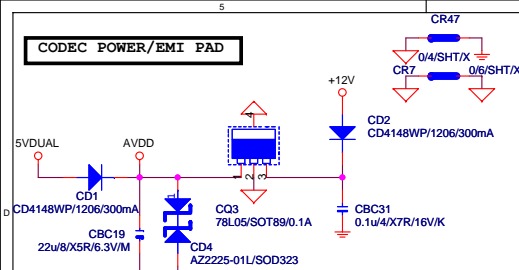 5
CODEC POWER/EMI PAD
CR47
0/4/SHT/X
CR7
0/6/SHT/X
+12V
4
CD2
CD4148WP/1206/300mA
5VDUAL
AVDD
1
2
3
CD1
CD4148WP/1206/300mA
1
CQ3
78L05/SOT89/0.1A
CBC31
0.1u/4/X7R/16V/K
D
CBC19
22u/8/X5R/6.3V/M
CD4
AZ2225-01L/SOD323